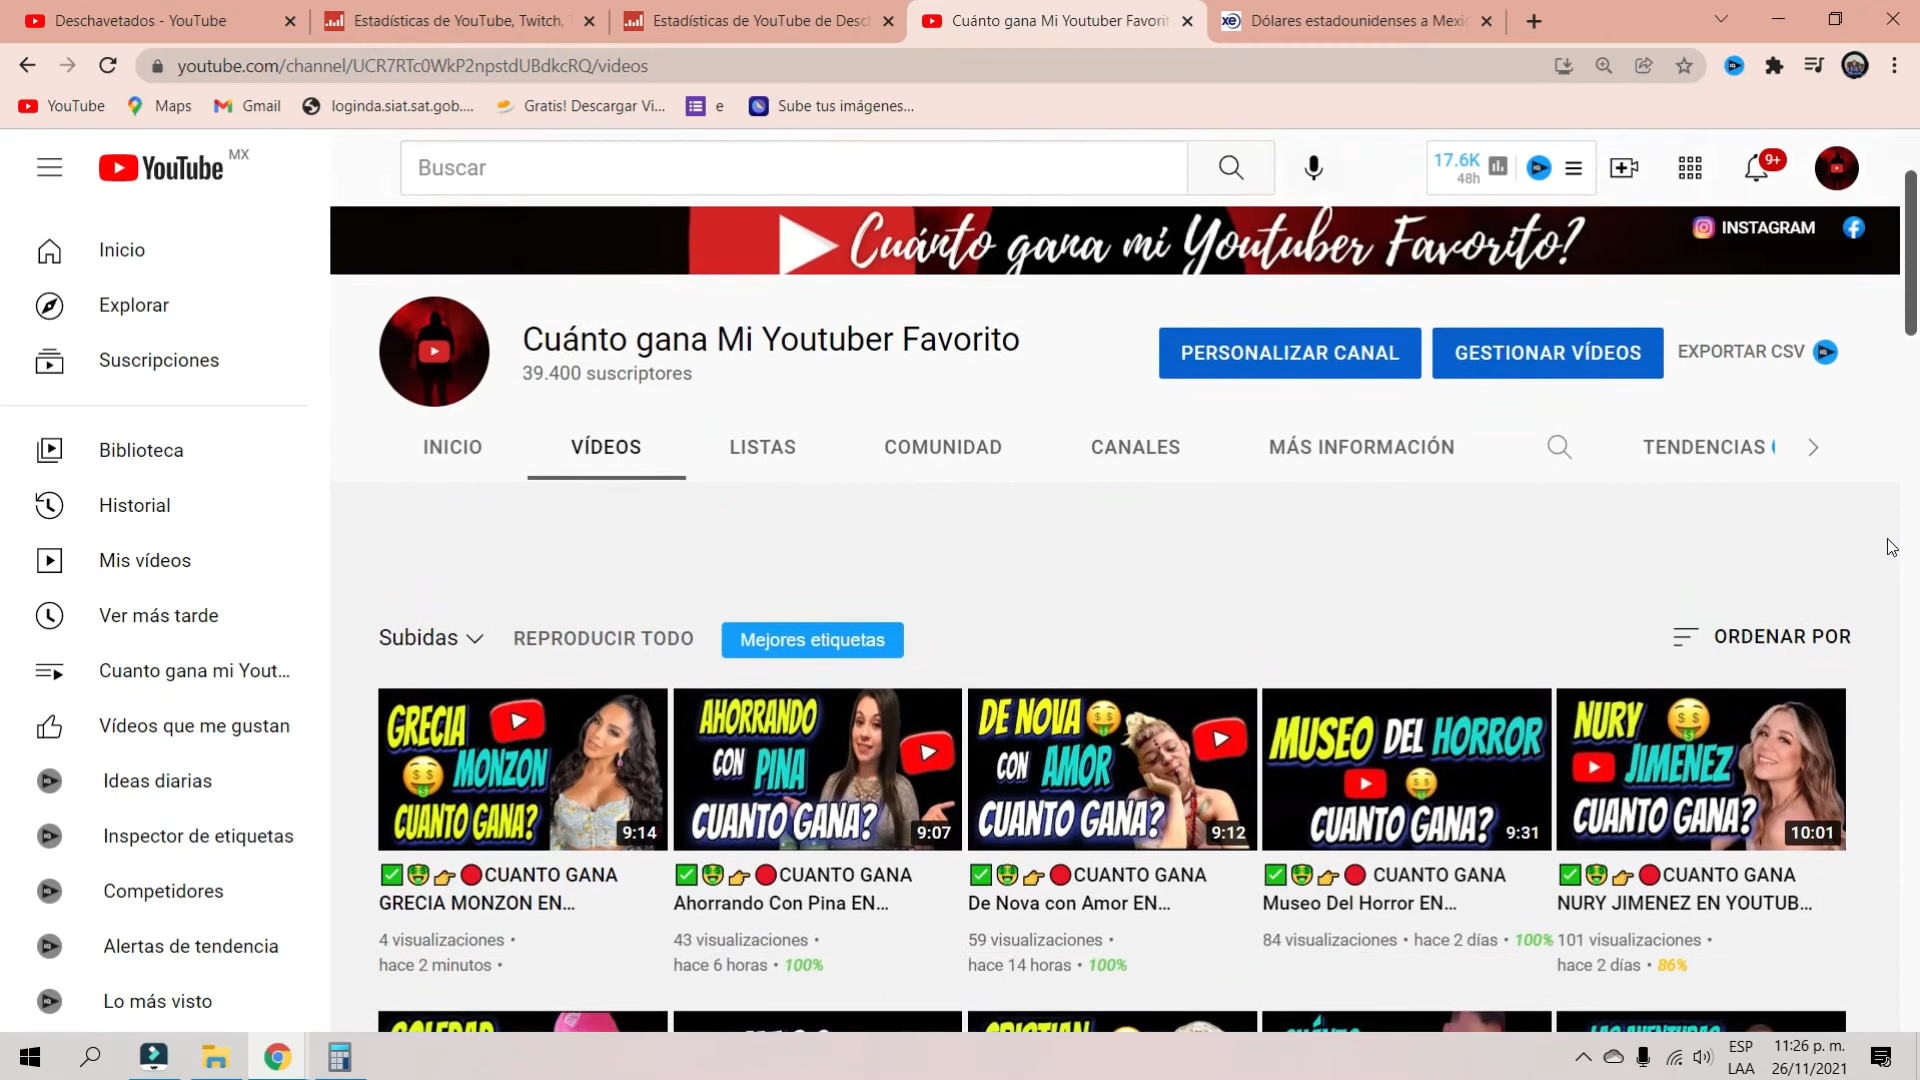 Deschavetados - YouTube
Estadísticas de YouTube, Twitch,
Estadísticas de YouTube de Desch
Cuánto gana Mi Youtuber Favorit
Dólares estadounidenses a Mexic
youtube.com/channel/UCR7RTc0WkP2npstdUBdkcRQ/videos
YouTube
Maps
Gmail
loginda.siat.sat.gob....
Gratis! Descargar Vi...
e
Sube tus imágenes...
YouTube
MX
Buscar
17.6K
48h
9+
Cuánto gana mi Youtuber Favorito?
INSTAGRAM
Inicio
Explorar
Suscripciones
Biblioteca
Historial
Mis vídeos
Ver más tarde
Cuanto gana mi Yout...
Vídeos que me gustan
Ideas diarias
Inspector de etiquetas
Competidores
Alertas de tendencia
Lo más visto
Cuánto gana Mi Youtuber Favorito
39.400 suscriptores
PERSONALIZAR CANAL
GESTIONAR VÍDEOS
EXPORTAR CSV
INICIO
VÍDEOS
LISTAS
COMUNIDAD
CANALES
MÁS INFORMACIÓN
TENDENCIAS
Subidas
REPRODUCIR TODO
Mejores etiquetas
ORDENAR POR
GRECIA
MONZON
CUANTO GANA?
9:14
✅🤑👉🔴CUANTO GANA
GRECIA MONZON EN...
4 visualizaciones •
hace 2 minutos •
AHORRANDO
CON PINA
CUANTO GANA?
9:07
✅🤑👉🔴CUANTO GANA
Ahorrando Con Pina EN...
43 visualizaciones •
hace 6 horas • 100%
DE NOVA
CON AMOR
CUANTO GANA?
9:12
✅🤑👉🔴CUANTO GANA
De Nova con Amor EN...
59 visualizaciones •
hace 14 horas • 100%
MUSEO DEL HORROR
CUANTO GANA?
9:31
✅🤑👉🔴 CUANTO GANA
Museo Del Horror EN...
84 visualizaciones • hace 2 días • 100%
NURY
JIMENEZ
CUANTO GANA?
10:01
✅🤑👉🔴CUANTO GANA
NURY JIMENEZ EN YOUTUB...
101 visualizaciones •
hace 2 días • 86%
SOLEDAD
CRISTIAN
CUÁNTO
LAS AVENTURAS
ESP
LAA
11:26 p. m.
26/11/2021